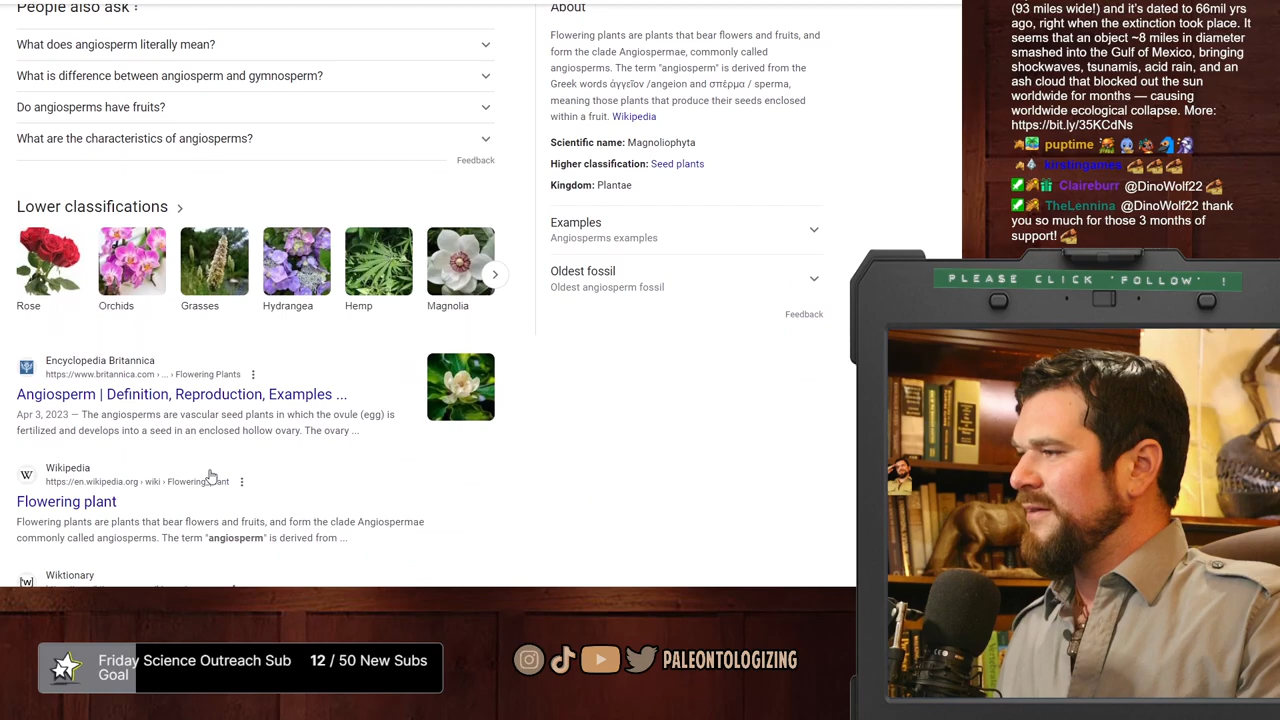 People also ask
What does angiosperm literally mean?
What is difference between angiosperm and gymnosperm?
Do angiosperms have fruits?
What are the characteristics of angiosperms?
Feedback
Lower classifications
Rose
Orchids
Grasses
Hydrangea
Hemp
Magnolia
Encyclopedia Britannica
https://www.britannica.com › ... › Flowering Plants
Angiosperm | Definition, Reproduction, Examples ...
Apr 3, 2023 — The angiosperms are vascular seed plants in which the ovule (egg) is
fertilized and develops into a seed in an enclosed hollow ovary. The ovary ...
W
Wikipedia
https://en.wikipedia.org › wiki › Flowering_plant
Flowering plant
Flowering plants are plants that bear flowers and fruits, and form the clade Angiospermae
commonly called angiosperms. The term "angiosperm" is derived from ...
Wiktionary
About
Flowering plants are plants that bear flowers and fruits, and
form the clade Angiospermae, commonly called
angiosperms. The term "angiosperm" is derived from the
Greek words ἀγγεῖον /angeion and σπέρμα / sperma,
meaning those plants that produce their seeds enclosed
within a fruit. Wikipedia
Scientific name: Magnoliophyta
Higher classification: Seed plants
Kingdom: Plantae
Examples
Angiosperms examples
Oldest fossil
Oldest angiosperm fossil
Feedback
(93 miles wide!) and it's dated to 66mil yrs
ago, right when the extinction took place. It
seems that an object ~8 miles in diameter
smashed into the Gulf of Mexico, bringing
shockwaves, tsunamis, acid rain, and an
ash cloud that blocked out the sun
worldwide for months — causing
worldwide ecological collapse. More:
https://bit.ly/35KCdNs
puptime
kirstingamea
Claireburr @DinoWolf22
TheLennina @DinoWolf22 thank
you so much for those 3 months of
support!
PLEASE CLICK 'FOLLOW' !
Friday Science Outreach Sub
Goal
12 / 50 New Subs
PALEONTOLOGIZING